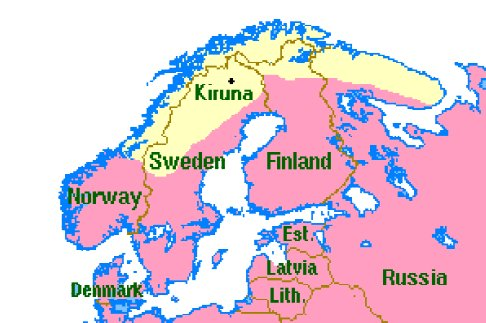 Kiruna
Sweden
Finland
Norway
Est.
Latvia
Russia
Denmark
Lith.